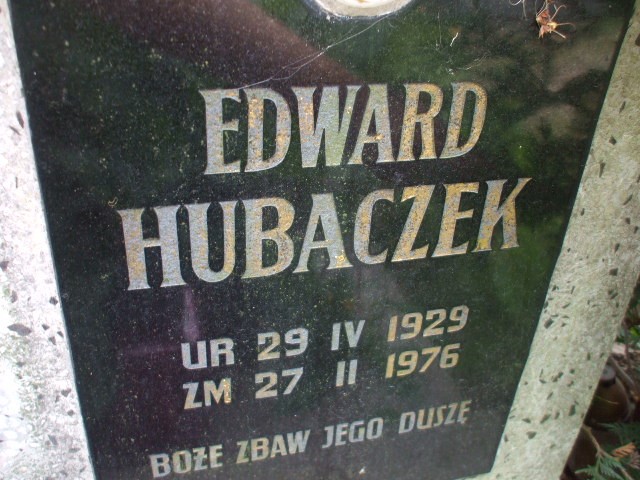 EDWARD
HUBACZEK
UR 29 IV 1929
ZM 27 II 1976
BOŻE ZBAW JEGO DUSZĘ